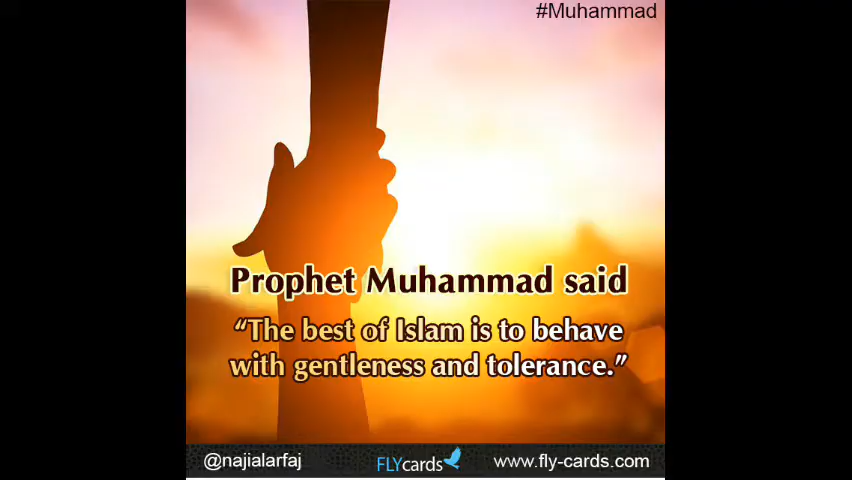 #Muhammad
Prophet Muhammad said
“The best of Islam is to behave
with gentleness and tolerance.”
@najialarfaj
FLYcards
www.fly-cards.com